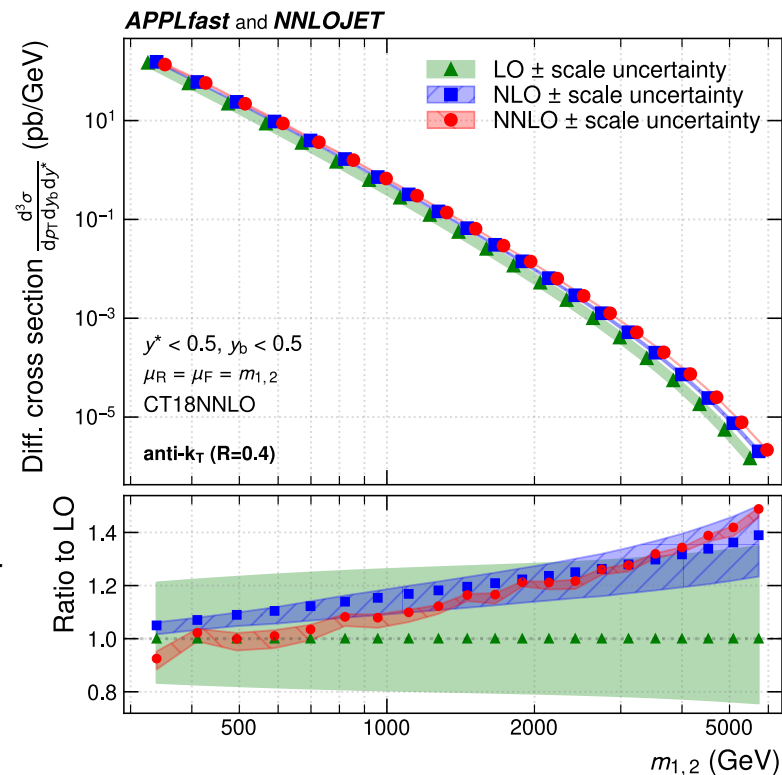 APPLfast and NNLOJET
Diff. cross section d³σ / dp_T dy_b dy* (pb/GeV)
10¹
10⁻¹
10⁻³
10⁻⁵
LO ± scale uncertainty
NLO ± scale uncertainty
NNLO ± scale uncertainty
y* < 0.5, y_b < 0.5
μ_R = μ_F = m_1,2
CT18NNLO
anti-k_T (R=0.4)
Ratio to LO
1.4
1.2
1.0
0.8
500 1000 2000 5000
m_1,2 (GeV)